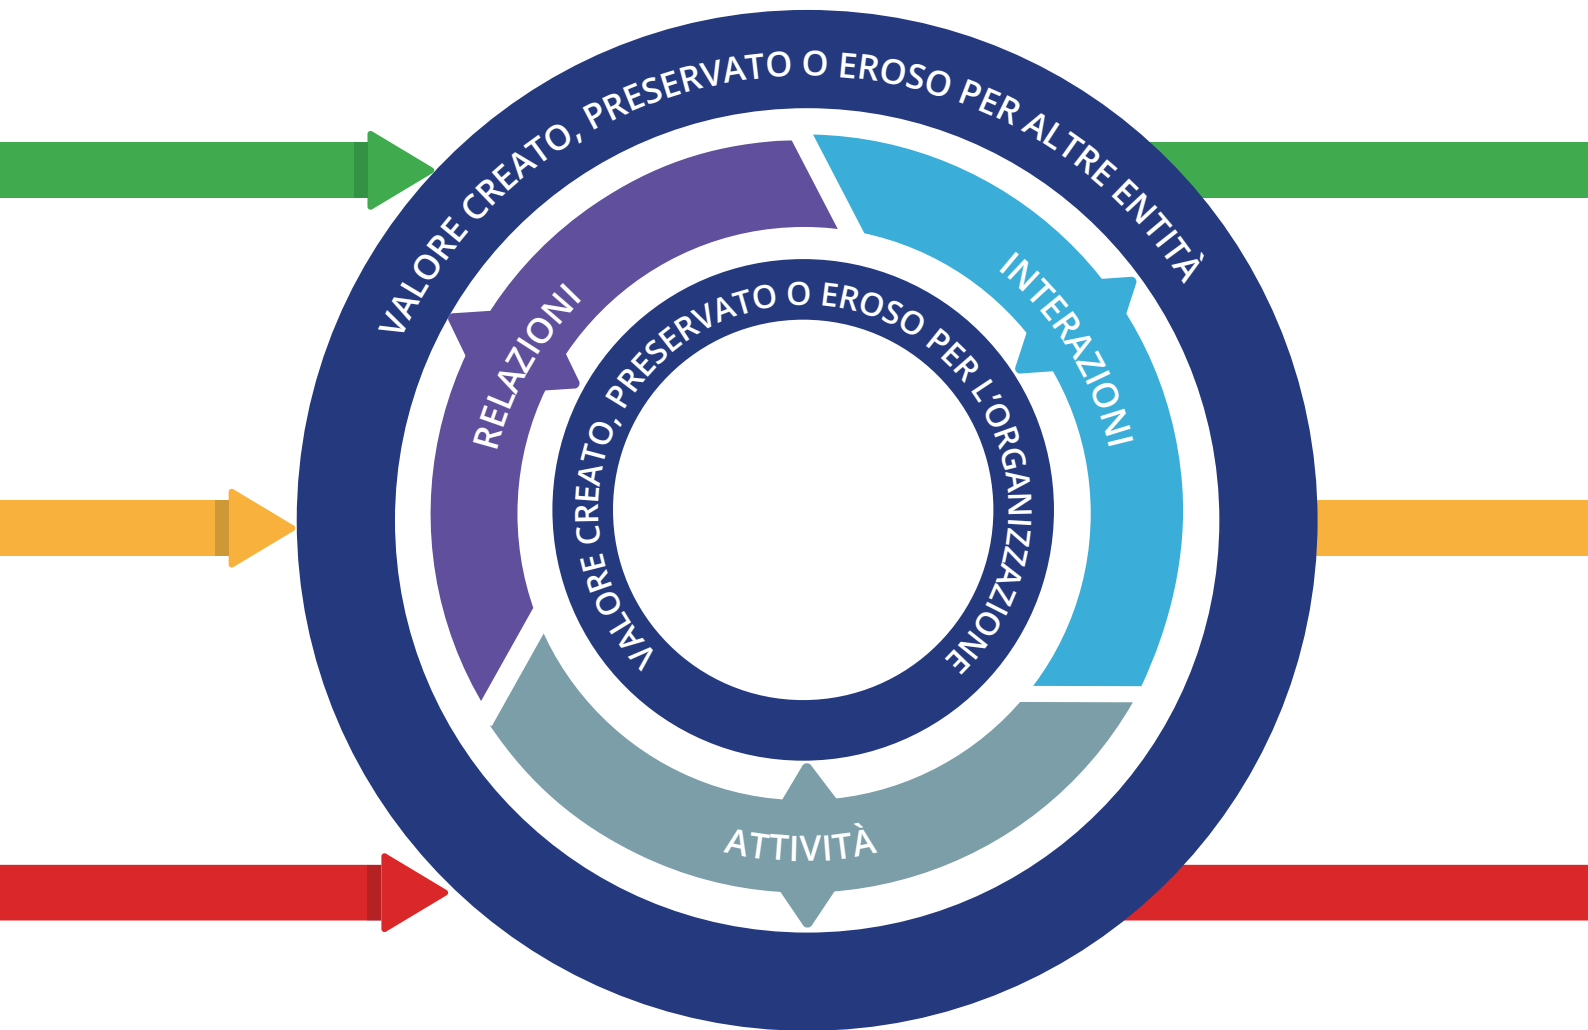 VALORE CREATO, PRESERVATO O EROSO PER ALTRE ENTITÀ
RELAZIONI
INTERAZIONI
VALORE CREATO, PRESERVATO O EROSO PER L'ORGANIZZAZIONE
ATTIVITÀ